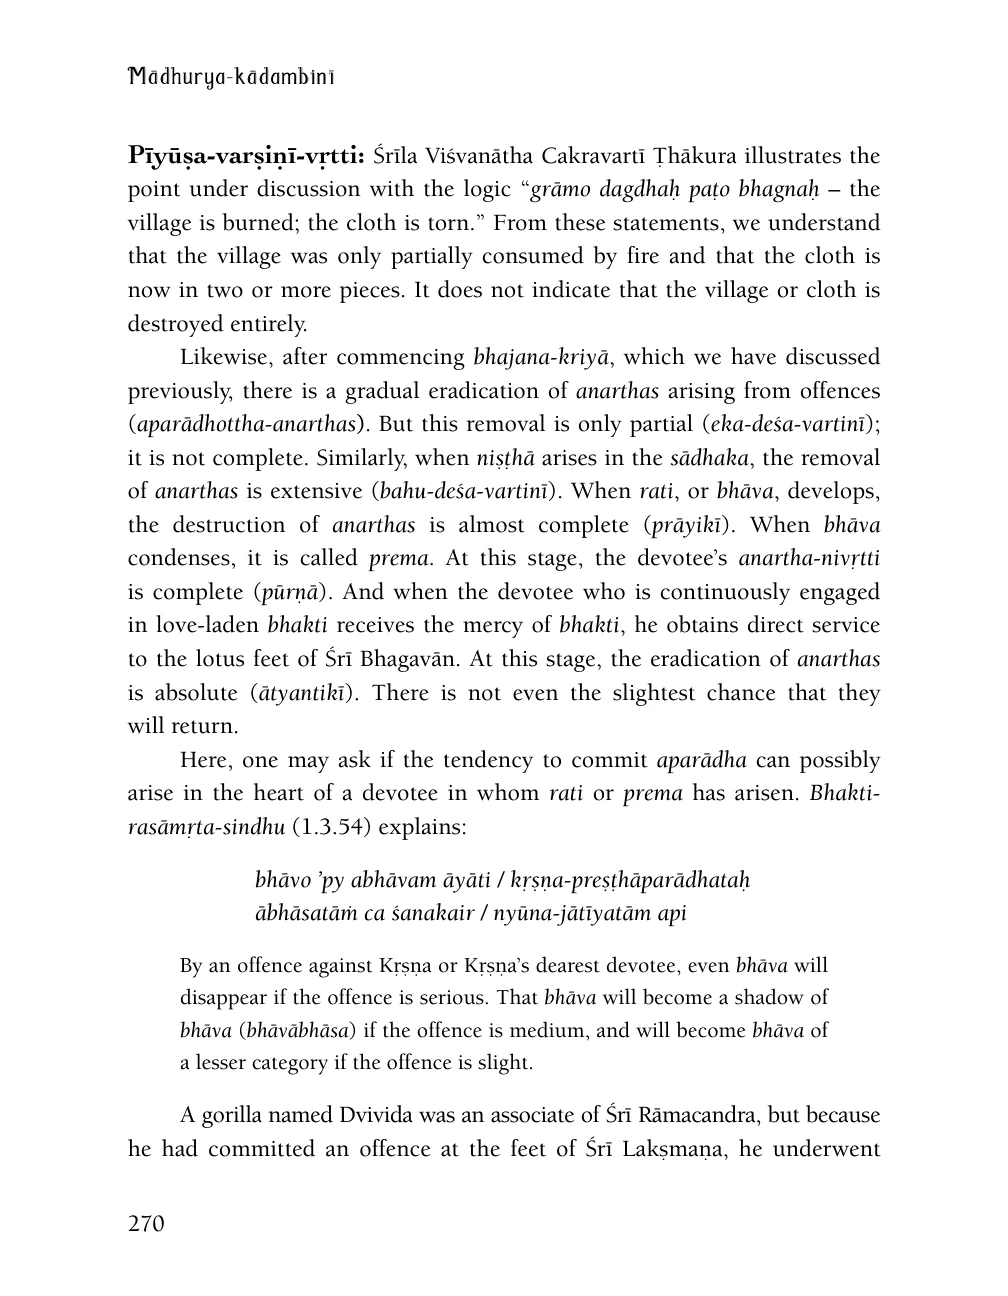 Mādhurya-kādambinī
Pīyūṣa-varṣiṇī-vṛtti: Śrīla Viśvanātha Cakravartī Ṭhākura illustrates the
point under discussion with the logic “grāmo dagdhaḥ paṭo bhagnaḥ – the
village is burned; the cloth is torn.” From these statements, we understand
that the village was only partially consumed by fire and that the cloth is
now in two or more pieces. It does not indicate that the village or cloth is
destroyed entirely.
Likewise, after commencing bhajana-kriyā, which we have discussed
previously, there is a gradual eradication of anarthas arising from offences
(aparādhottha-anarthas). But this removal is only partial (eka-deśa-vartinī);
it is not complete. Similarly, when niṣṭhā arises in the sādhaka, the removal
of anarthas is extensive (bahu-deśa-vartinī). When rati, or bhāva, develops,
the destruction of anarthas is almost complete (prāyikī). When bhāva
condenses, it is called prema. At this stage, the devotee’s anartha-nivṛtti
is complete (pūrṇā). And when the devotee who is continuously engaged
in love-laden bhakti receives the mercy of bhakti, he obtains direct service
to the lotus feet of Śrī Bhagavān. At this stage, the eradication of anarthas
is absolute (ātyantikī). There is not even the slightest chance that they
will return.
Here, one may ask if the tendency to commit aparādha can possibly
arise in the heart of a devotee in whom rati or prema has arisen. Bhakti-
rasāmṛta-sindhu (1.3.54) explains:
bhāvo ’py abhāvam āyāti / kṛṣṇa-preṣṭhāparādhataḥ
ābhāsatāṁ ca śanakair / nyūna-jātīyatām api
By an offence against Kṛṣṇa or Kṛṣṇa’s dearest devotee, even bhāva will
disappear if the offence is serious. That bhāva will become a shadow of
bhāva (bhāvābhāsa) if the offence is medium, and will become bhāva of
a lesser category if the offence is slight.
A gorilla named Dvivida was an associate of Śrī Rāmacandra, but because
he had committed an offence at the feet of Śrī Lakṣmaṇa, he underwent
270